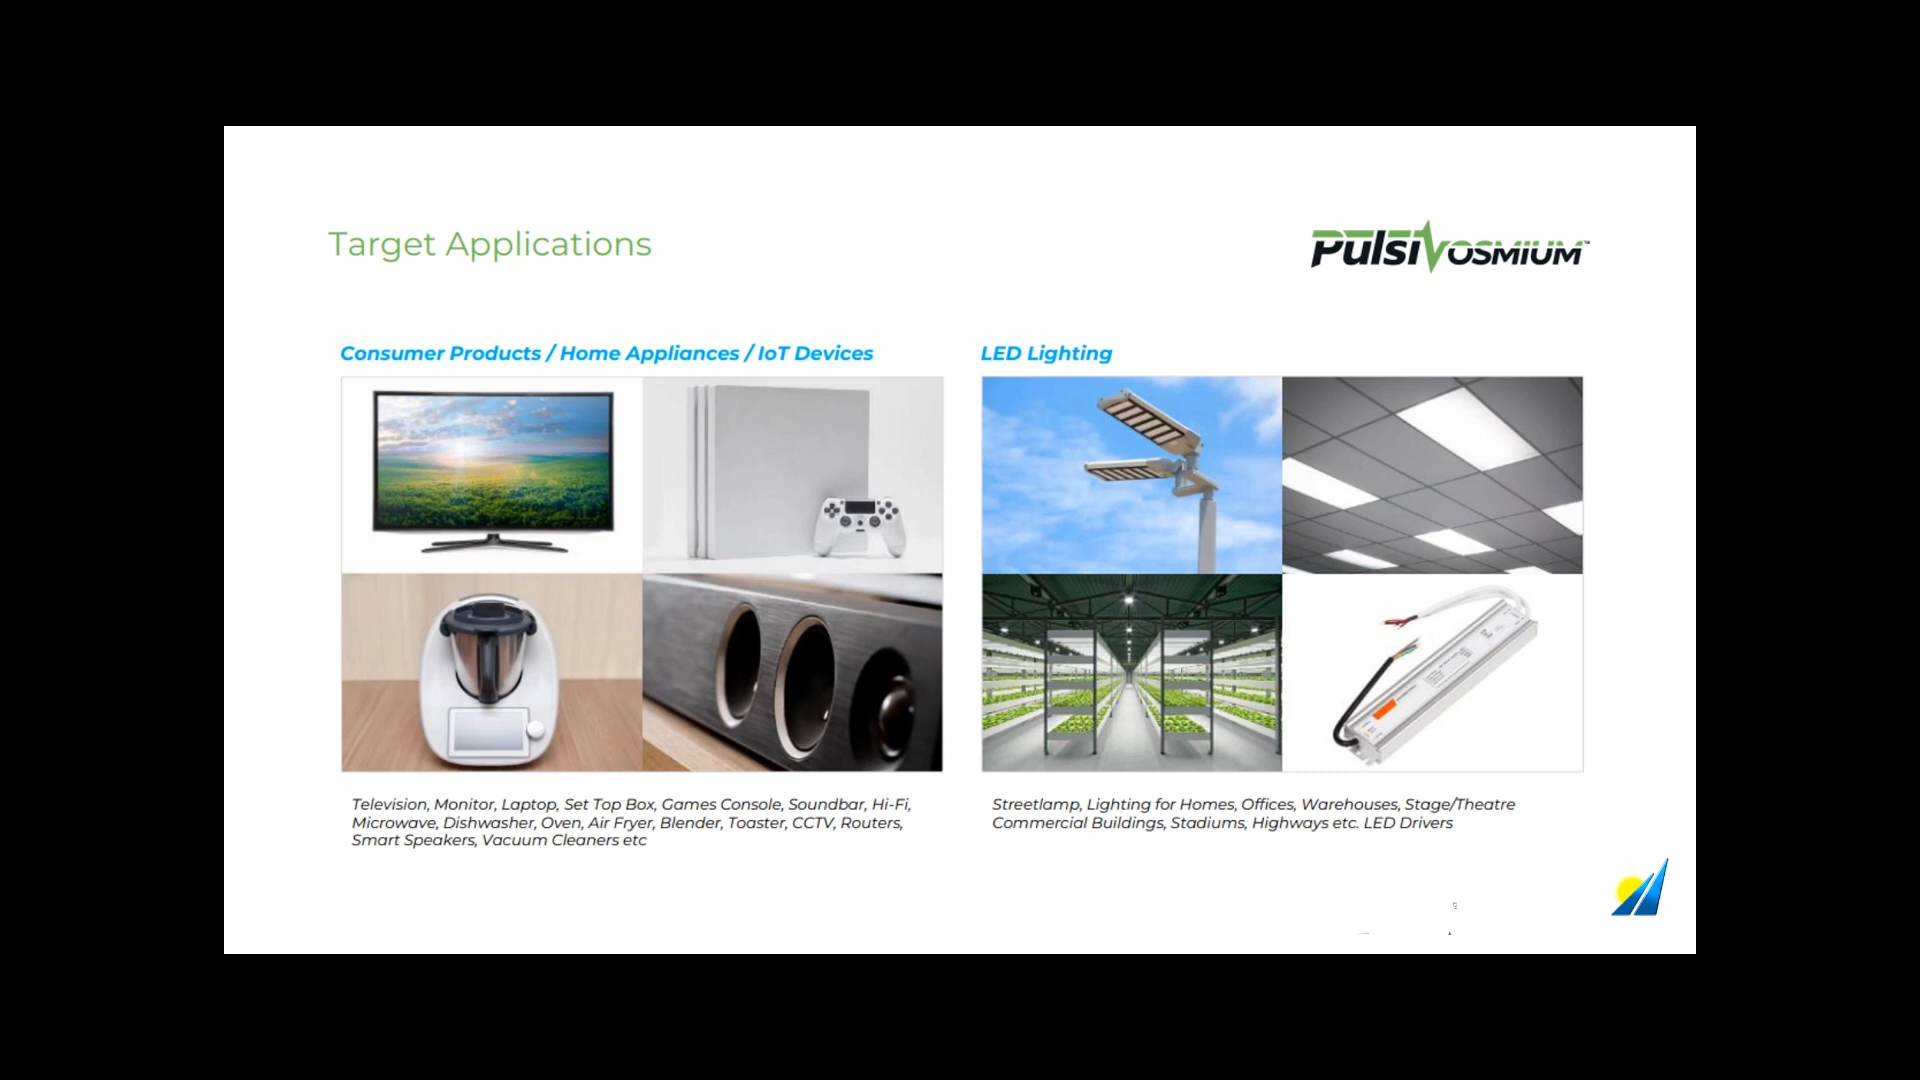 Target Applications
PulsiV OSMIUM™
Consumer Products / Home Appliances / IoT Devices
LED Lighting
Television, Monitor, Laptop, Set Top Box, Games Console, Soundbar, Hi-Fi,
Microwave, Dishwasher, Oven, Air Fryer, Blender, Toaster, CCTV, Routers,
Smart Speakers, Vacuum Cleaners etc
Streetlamp, Lighting for Homes, Offices, Warehouses, Stage/Theatre
Commercial Buildings, Stadiums, Highways etc. LED Drivers